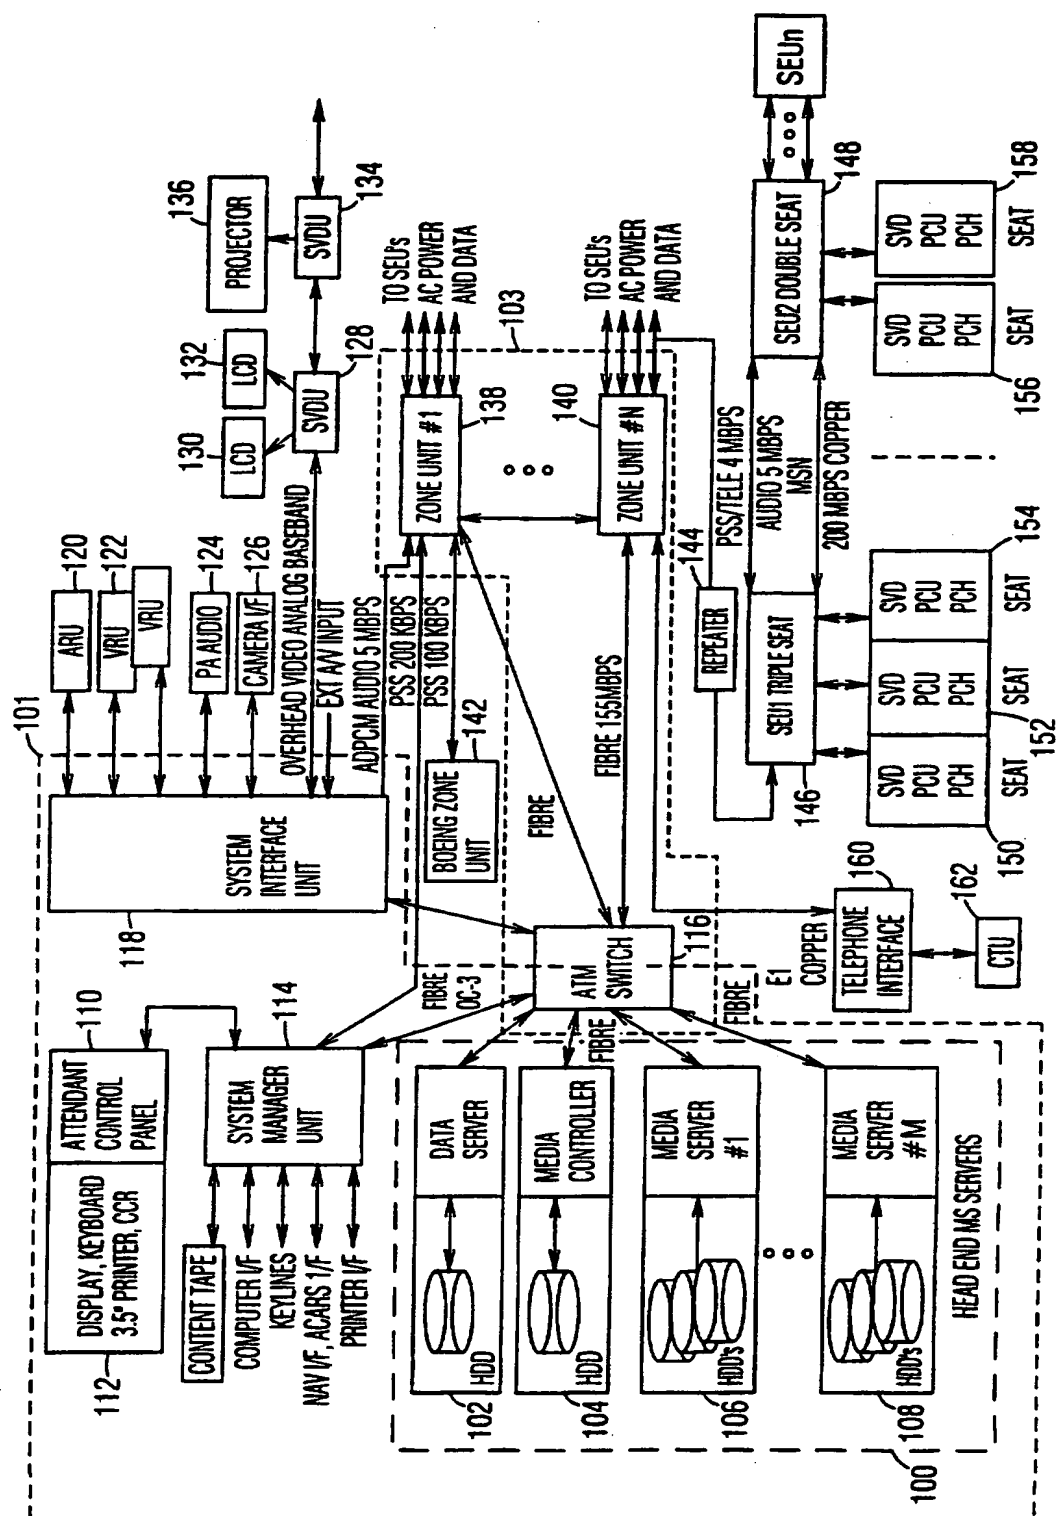 101
110
ATTENDANT
CONTROL
PANEL
DISPLAY, KEYBOARD
3.5" PRINTER, CCR
112
114
SYSTEM
MANAGER
UNIT
CONTENT TAPE
COMPUTER I/F
KEYLINES
NAV I/F, ACARS 1/F
PRINTER I/F
118
SYSTEM
INTERFACE
UNIT
120
ARU
122
VRU
VRU
124
PA AUDIO
126
CAMERA I/F
OVERHEAD VIDEO ANALOG BASEBAND
EXT A/V INPUT
ADPCM AUDIO 5 MBPS
PSS 200 KBPS
PSS 100 KBPS
130
LCD
132
LCD
SVDU
128
136
PROJECTOR
SVDU
134
TO SEU's
AC POWER
AND DATA
103
ZONE UNIT #1
138
140
ZONE UNIT #N
TO SEU's
AC POWER
AND DATA
142
BOEING ZONE
UNIT
FIBRE
FIBRE 155MBPS
FIBRE
OC-3
ATM
SWITCH
116
FIBRE
FIBRE
E1
COPPER
DATA
SERVER
HDD
102
MEDIA
CONTROLLER
HDD
104
MEDIA
SERVER
#1
HDD's
106
MEDIA
SERVER
#M
HDD's
108
HEAD END MS SERVERS
100
160
TELEPHONE
INTERFACE
162
CTU
144
REPEATER
PSS/TELE 4 MBPS
AUDIO 5 MBPS
MSN
200 MBPS COPPER
SEU1 TRIPLE SEAT
146
SEU2 DOUBLE SEAT
148
SEUn
SVD
PCU
PCH
SEAT
150
SVD
PCU
PCH
SEAT
152
SVD
PCU
PCH
SEAT
154
SVD
PCU
PCH
SEAT
156
SVD
PCU
PCH
SEAT
158